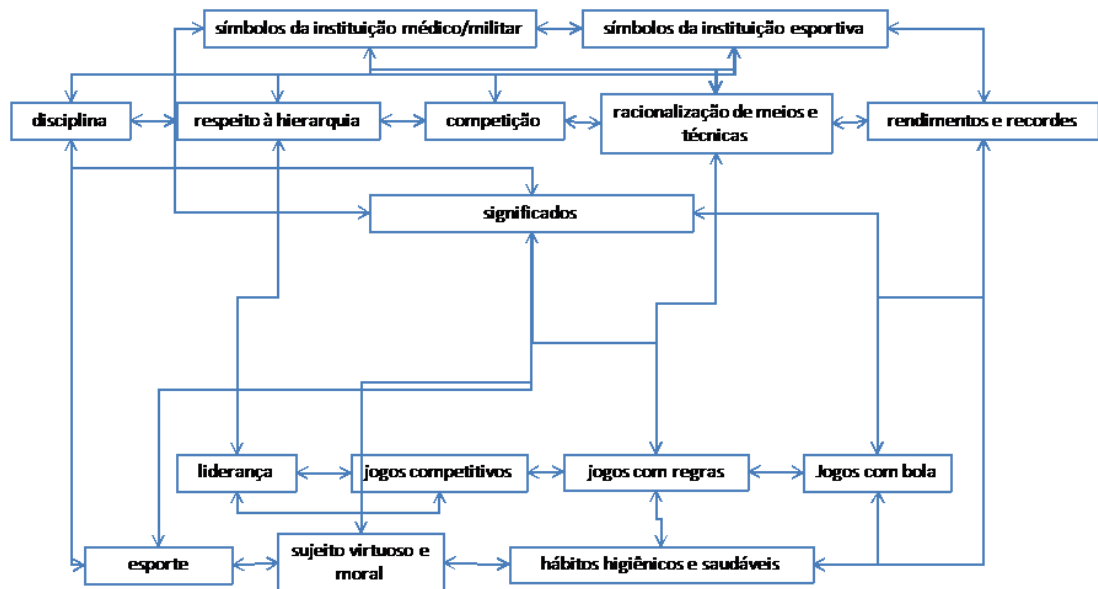 símbolos da instituição médico/militar
símbolos da instituição esportiva
disciplina
respeito à hierarquia
competição
racionalização de meios e
técnicas
rendimentos e recordes
significados
liderança
jogos competitivos
jogos com regras
Jogos com bola
esporte
sujeito virtuoso e
moral
hábitos higiênicos e saudáveis